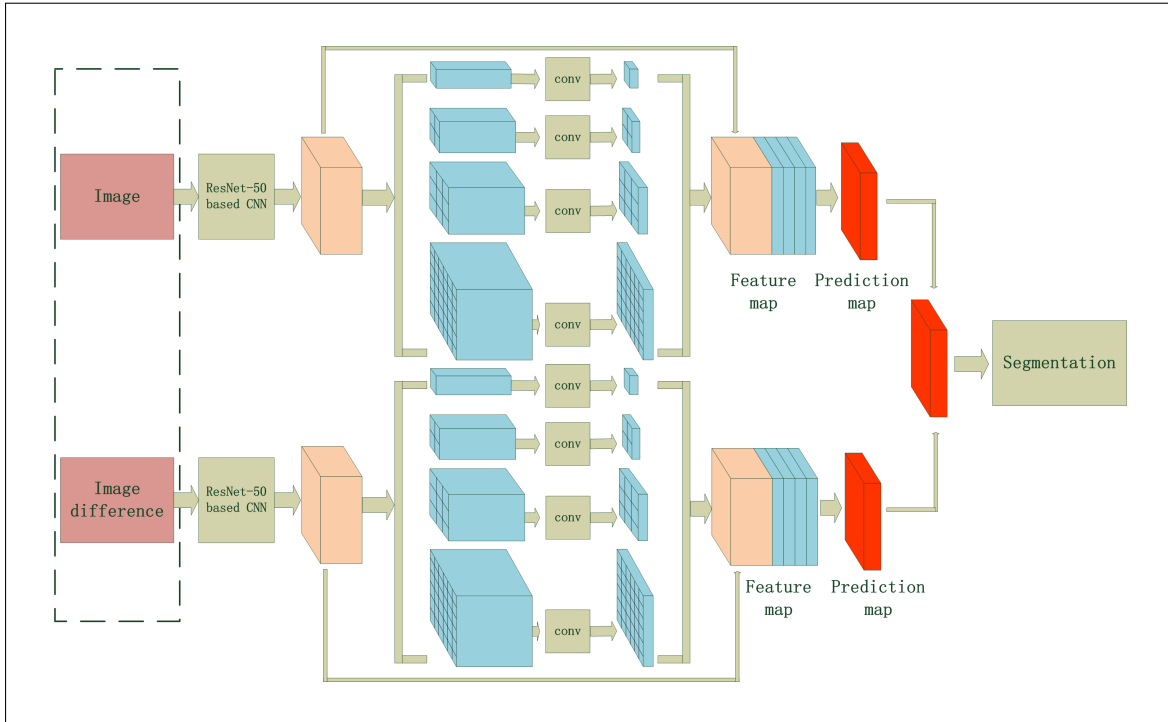 Image
ResNet-50
based CNN
conv
conv
conv
conv
Feature
map
Prediction
map
Segmentation
Image
difference
ResNet-50
based CNN
conv
conv
conv
conv
Feature
map
Prediction
map